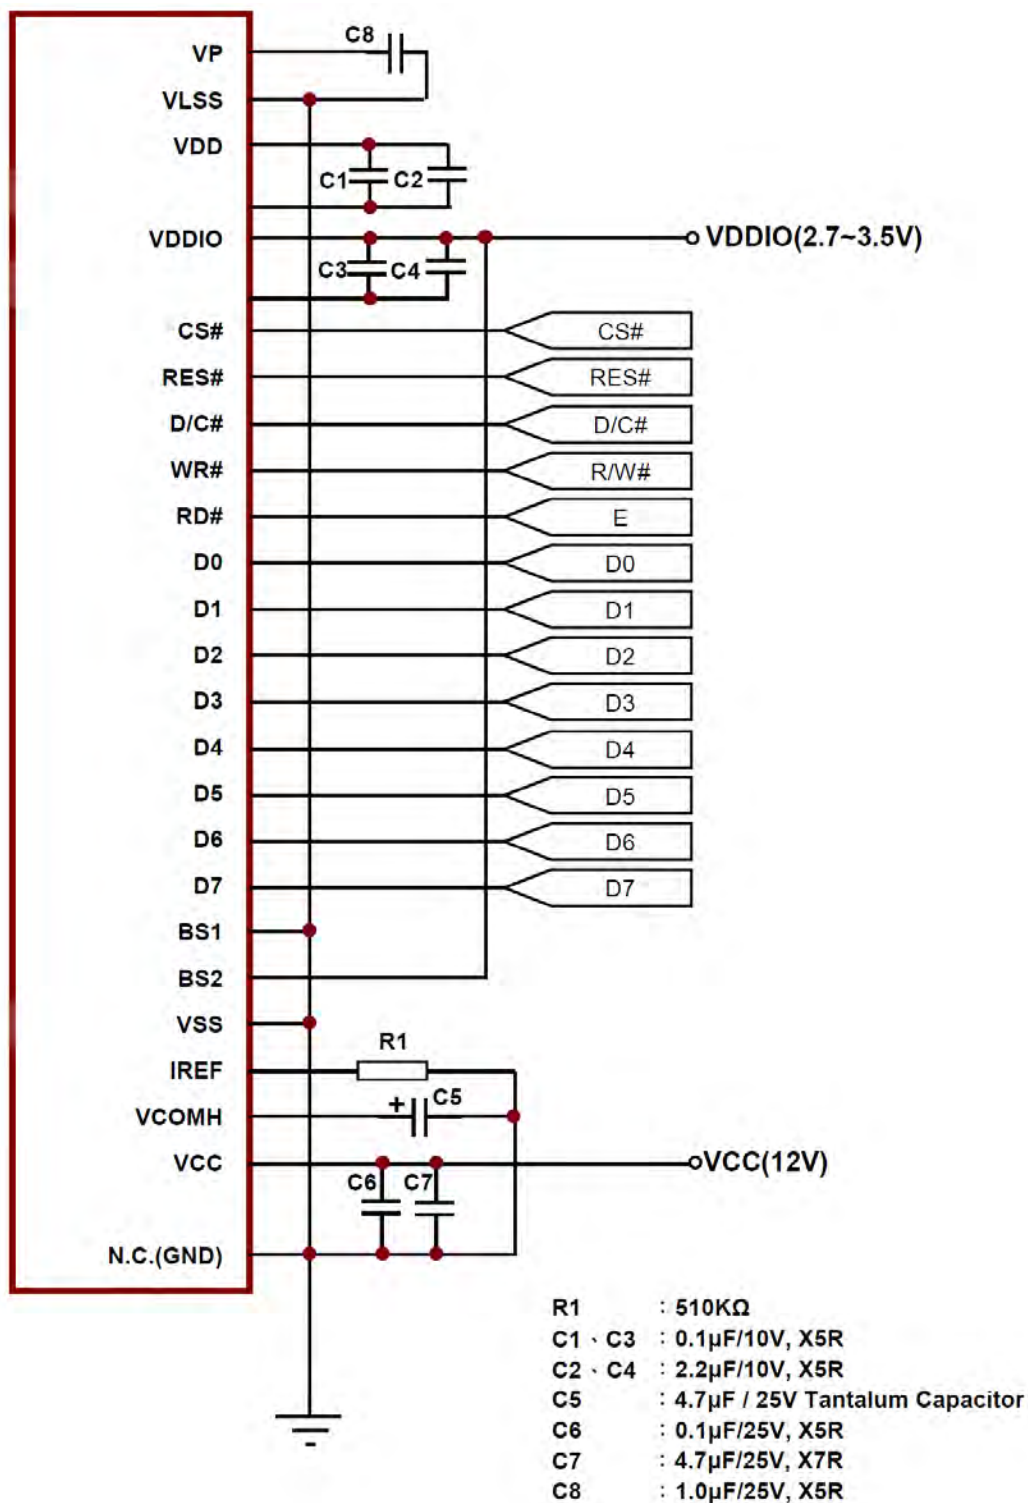 C8
VP
VLSS
VDD
C1 C2
VDDIO VDDIO(2.7~3.5V)
C3 C4
CS# CS#
RES# RES#
D/C# D/C#
WR# R/W#
RD# E
D0 D0
D1 D1
D2 D2
D3 D3
D4 D4
D5 D5
D6 D6
D7 D7
BS1
BS2
VSS
R1
IREF
+ C5
VCOMH
VCC VCC(12V)
C6 C7
N.C.(GND)
R1 : 510KΩ
C1、C3 : 0.1μF/10V, X5R
C2、C4 : 2.2μF/10V, X5R
C5 : 4.7μF / 25V Tantalum Capacitor
C6 : 0.1μF/25V, X5R
C7 : 4.7μF/25V, X7R
C8 : 1.0μF/25V, X5R